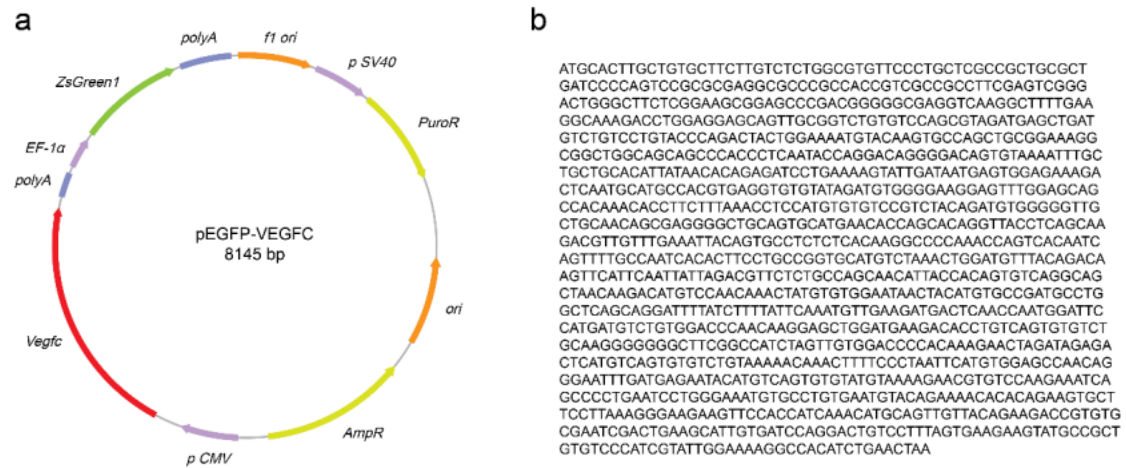 a
polyA
f1 ori
p SV40
ZsGreen1
PuroR
EF-1α
polyA
pEGFP-VEGFC
8145 bp
ori
Vegfc
AmpR
p CMV
b
ATGCACTTGCTGTGCTTCTTGTCTCTGGCGTGTTCCCTGCTCGCCGCTGCGCT
GATCCCCAGTCCGCGCGAGGCGCCCGCCACCGTCGCCGCCTTCGAGTCGGG
ACTGGGCTTCTCGGAAGCGGAGCCCGACGGGGGCGAGGTCAAGGCTTTTGAA
GGCAAAGACCTGGAGGAGCAGTTGCGGTCTGTGTCCAGCGTAGATGAGCTGAT
GTCTGTCCTGTACCCAGACTACTGGAAAATGTACAAGTGCCAGCTGCGGAAAGG
CGGCTGGCAGCAGCCCACCCTCAATACCAGGACAGGGGACAGTGTAAAATTTGC
TGCTGCACATTATAACACAGAGATCCTGAAAAGTATTGATAATGAGTGGAGAAAGA
CTCAATGCATGCCACGTGAGGTGTGTATAGATGTGGGGAAGGAGTTTGGAGCAG
CCACAAACACCTTCTTTAAACCTCCATGTGTGTCCGTCTACAGATGTGGGGGTTG
CTGCAACAGCGAGGGGCTGCAGTGCATGAACACCAGCACAGGTTACCTCAGCAA
GACGTTGTTTGAAATTACAGTGCCTCTCTCACAAGGCCCCAAACCAGTCACAATC
AGTTTTGCCAATCACACTTCCTGCCGGTGCATGTCTAAACTGGATGTTTACAGACA
AGTTCATTCAATTATTAGACGTTCTCTGCCAGCAACATTACCACAGTGTCAGGCAG
CTAACAAGACATGTCCAACAAACTATGTGTGGAATAACTACATGTGCCGATGCCTG
GCTCAGCAGGATTTTATCTTTTATTCAAATGTTGAAGATGACTCAACCAATGGATTC
CATGATGTCTGTGGACCCAACAAGGAGCTGGATGAAGACACCTGTCAGTGTGTCT
GCAAGGGGGGGCTTCGGCCATCTAGTTGTGGACCCCACAAAGAACTAGATAGAGA
CTCATGTCAGTGTGTCTGTAAAAACAAACTTTTCCCTAATTCATGTGGAGCCAACAG
GGAATTTGATGAGAATACATGTCAGTGTGTATGTAAAAGAACGTGTCCAAGAAATCA
GCCCCTGAATCCTGGGAAATGTGCCTGTGAATGTACAGAAAACACACAGAAGTGCT
TCCTTAAAGGGAAGAAGTTCCACCATCAAACATGCAGTTGTTACAGAAGACCGTGTG
CGAATCGACTGAAGCATTGTGATCCAGGACTGTCCTTTAGTGAAGAAGTATGCCGCT
GTGTCCCATCGTATTGGAAAAGGCCACATCTGAACTAA